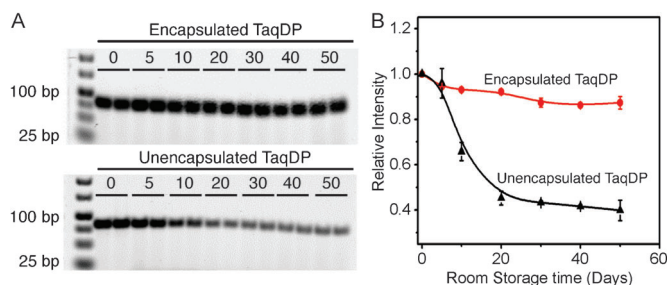 A
Encapsulated TaqDP
0 5 10 20 30 40 50
100 bp
25 bp
Unencapsulated TaqDP
0 5 10 20 30 40 50
100 bp
25 bp
B
Relative Intensity
1.0
0.8
0.6
0.4
Encapsulated TaqDP
Unencapsulated TaqDP
0 20 40 60
Room Storage time (Days)